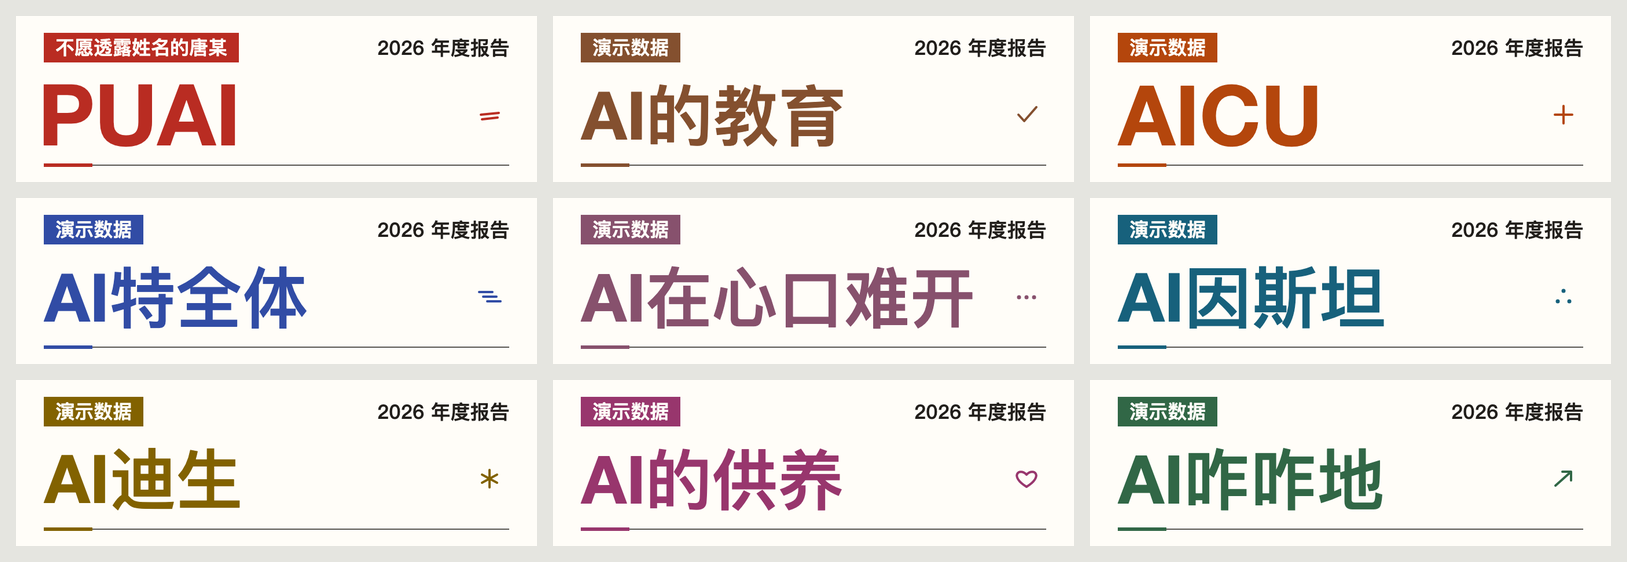 不愿透露姓名的唐某 2026 年度报告
PUAI
演示数据 2026 年度报告
AI的教育
演示数据 2026 年度报告
AICU
演示数据 2026 年度报告
AI特全体
演示数据 2026 年度报告
AI在心口难开
演示数据 2026 年度报告
AI因斯坦
演示数据 2026 年度报告
AI迪生
演示数据 2026 年度报告
AI的供养
演示数据 2026 年度报告
AI咋咋地